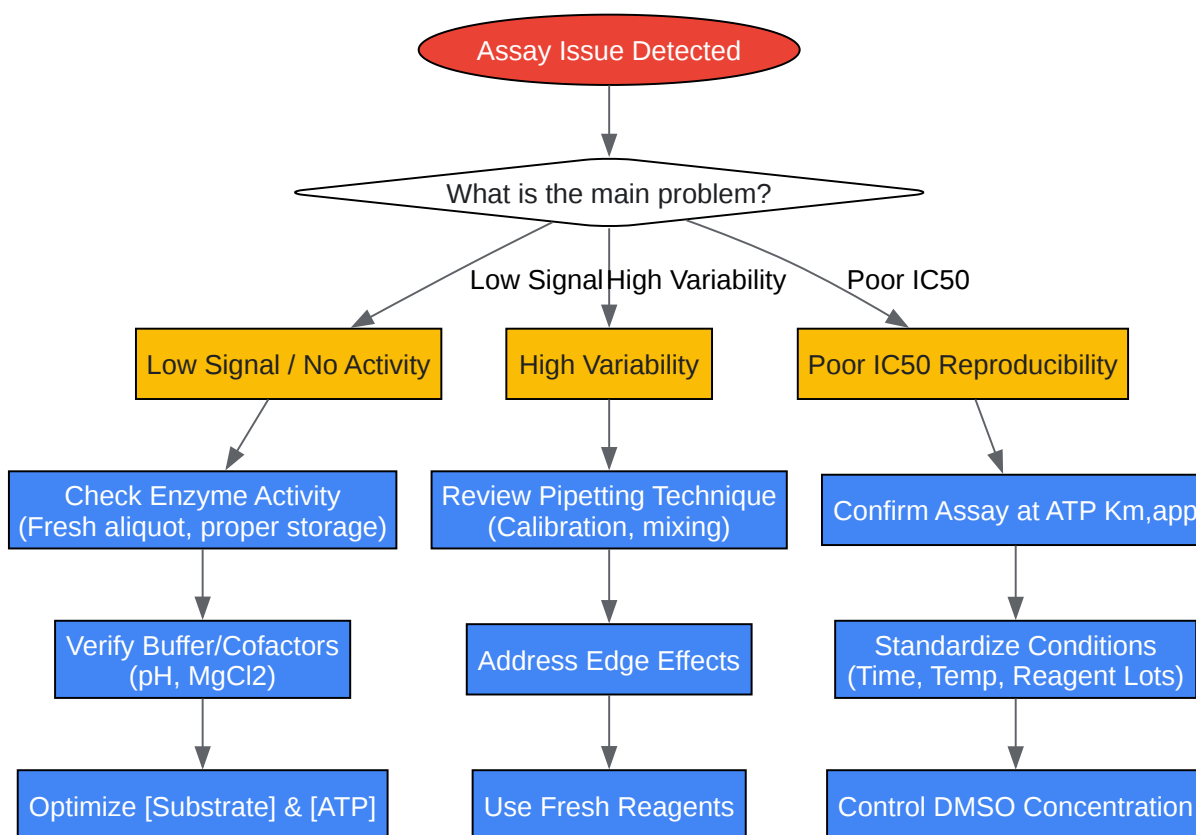 Assay Issue Detected
What is the main problem?
Low Signal
High Variability
Poor IC50
Low Signal / No Activity
High Variability
Poor IC50 Reproducibility
Check Enzyme Activity
(Fresh aliquot, proper storage)
Review Pipetting Technique
(Calibration, mixing)
Confirm Assay at ATP Km,app
Verify Buffer/Cofactors
(pH, MgCl2)
Address Edge Effects
Standardize Conditions
(Time, Temp, Reagent Lots)
Optimize [Substrate] & [ATP]
Use Fresh Reagents
Control DMSO Concentration